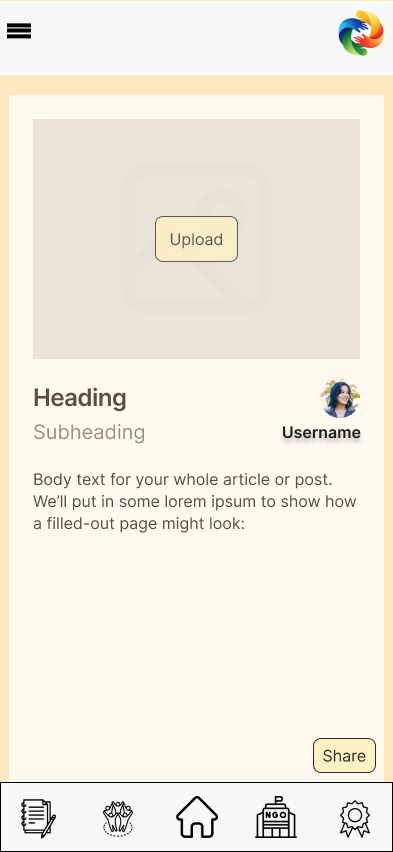 Upload
Heading
Subheading
Username
Body text for your whole article or post.
We’ll put in some lorem ipsum to show how
a filled-out page might look:
Share
NGO